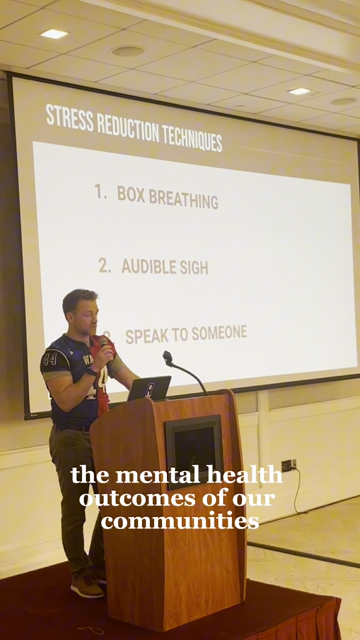 STRESS REDUCTION TECHNIQUES
1. BOX BREATHING
2. AUDIBLE SIGH
SPEAK TO SOMEONE
44
the mental health
outcomes of our
communities